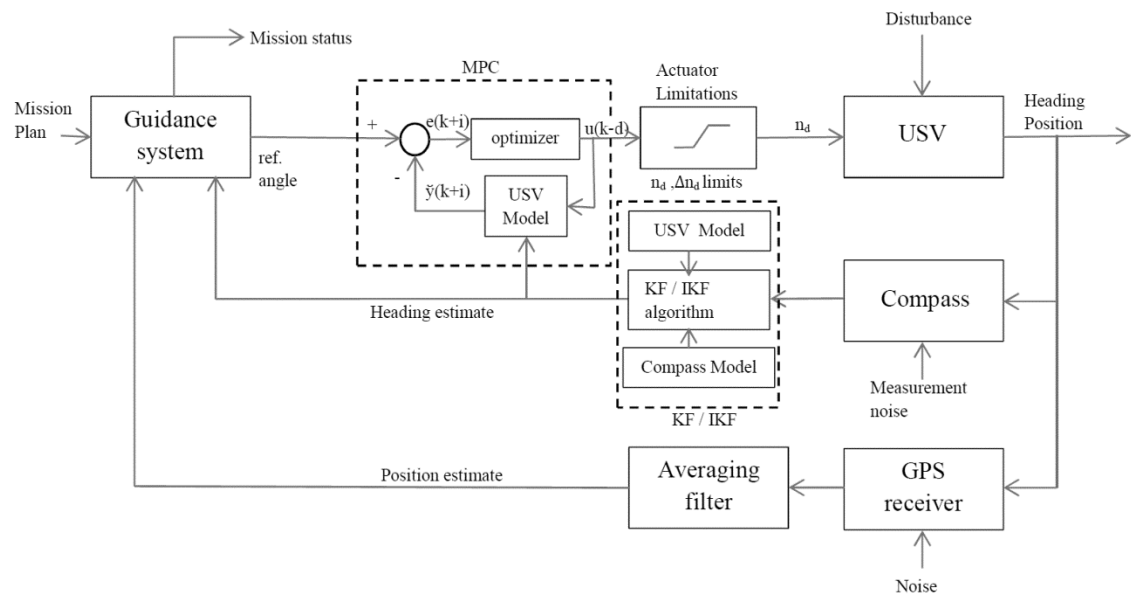 Disturbance
Mission status
MPC
Actuator
Limitations
Mission
Plan
Guidance
system
+
e(k+i)
optimizer
u(k-d)
n_d
USV
Heading
Position
ref.
angle
-
y̌(k+i)
USV
Model
n_d ,Δn_d limits
USV Model
KF / IKF
algorithm
Compass
Heading estimate
Compass Model
Measurement
noise
KF / IKF
Averaging
filter
GPS
receiver
Position estimate
Noise